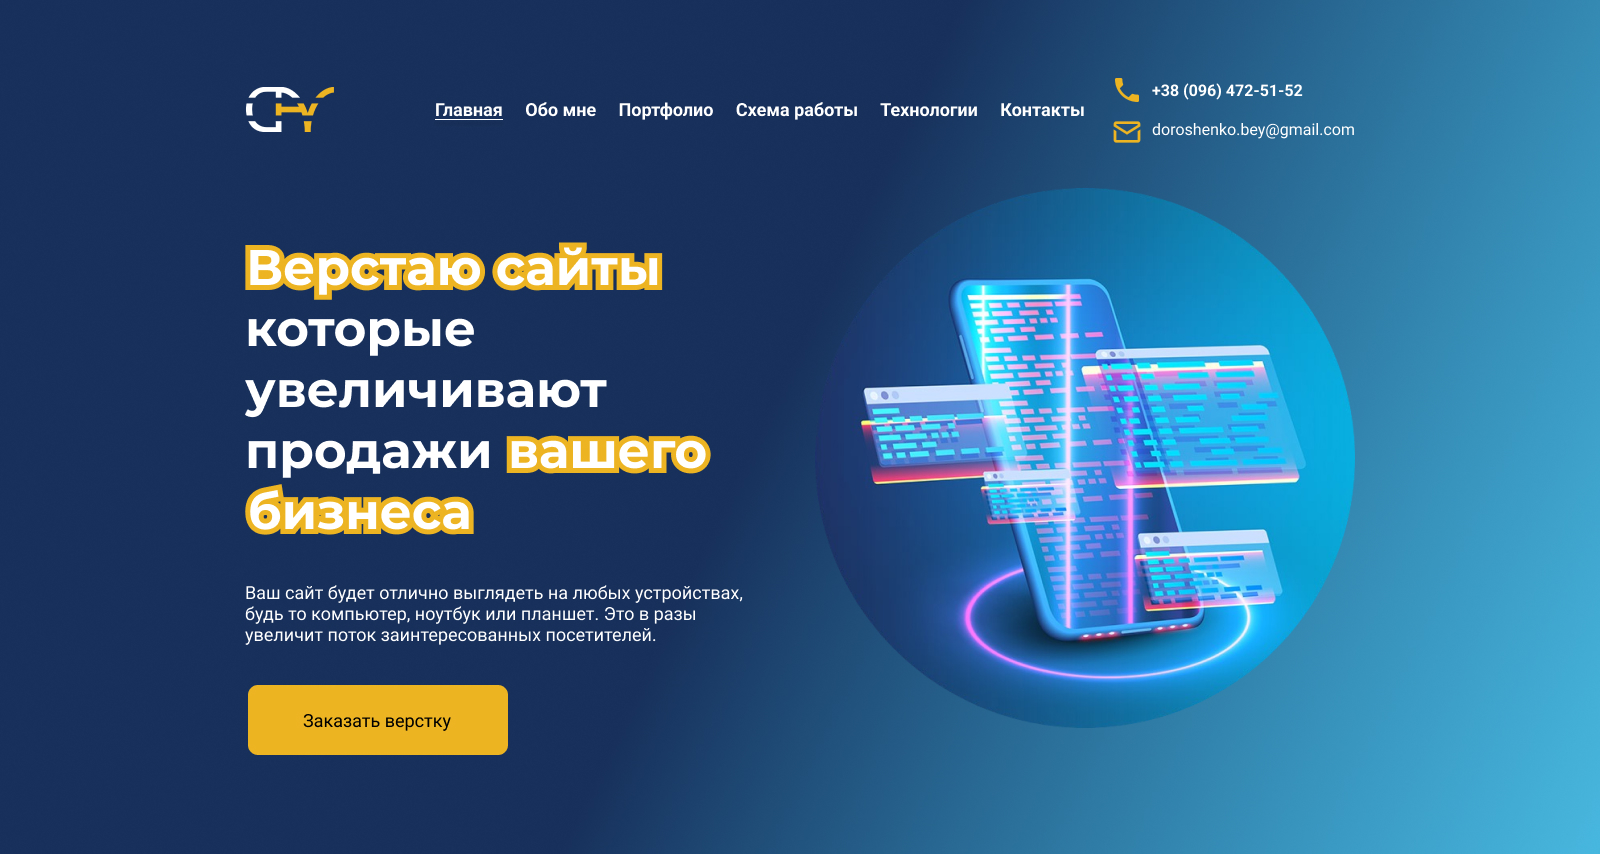 Главная Обо мне Портфолио Схема работы Технологии Контакты
+38 (096) 472-51-52
doroshenko.bey@gmail.com
Верстаю сайты
которые
увеличивают
продажи вашего
бизнеса
Ваш сайт будет отлично выглядеть на любых устройствах,
будь то компьютер, ноутбук или планшет. Это в разы
увеличит поток заинтересованных посетителей.
Заказать верстку